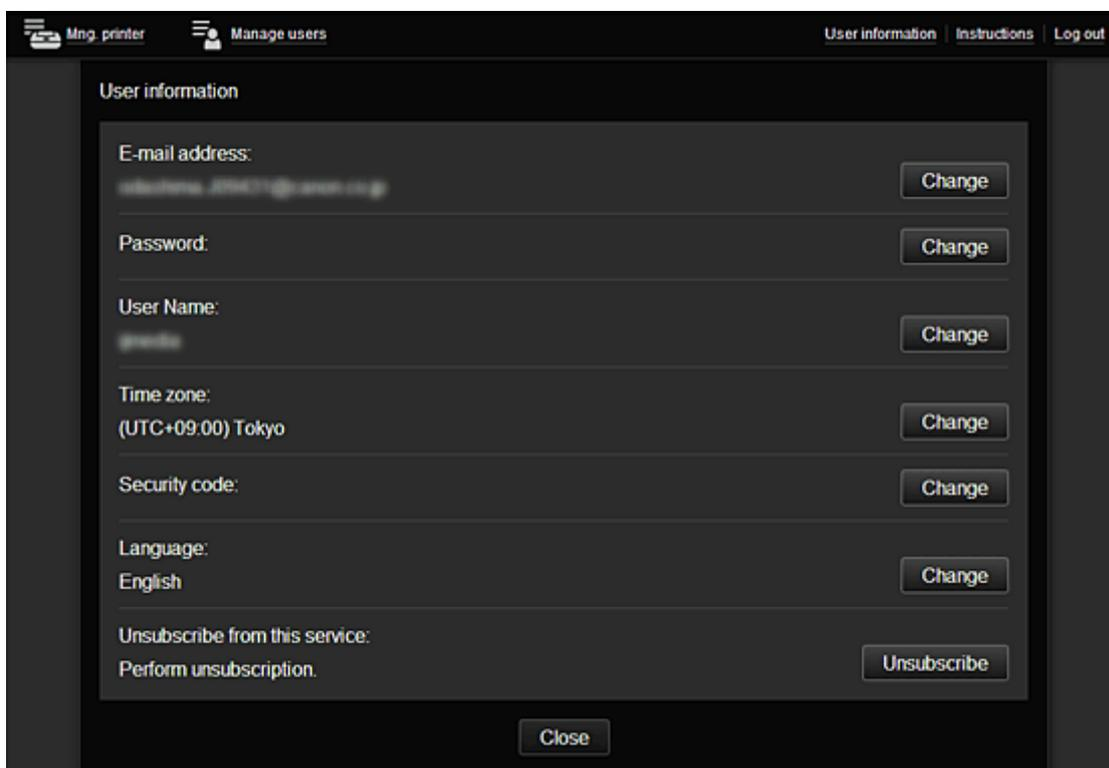 Mng. printer Manage users User information Instructions Log out
User information
E-mail address:
Change
Password:
Change
User Name:
Change
Time zone:
(UTC+09:00) Tokyo
Change
Security code:
Change
Language:
English
Change
Unsubscribe from this service:
Perform unsubscription.
Unsubscribe
Close